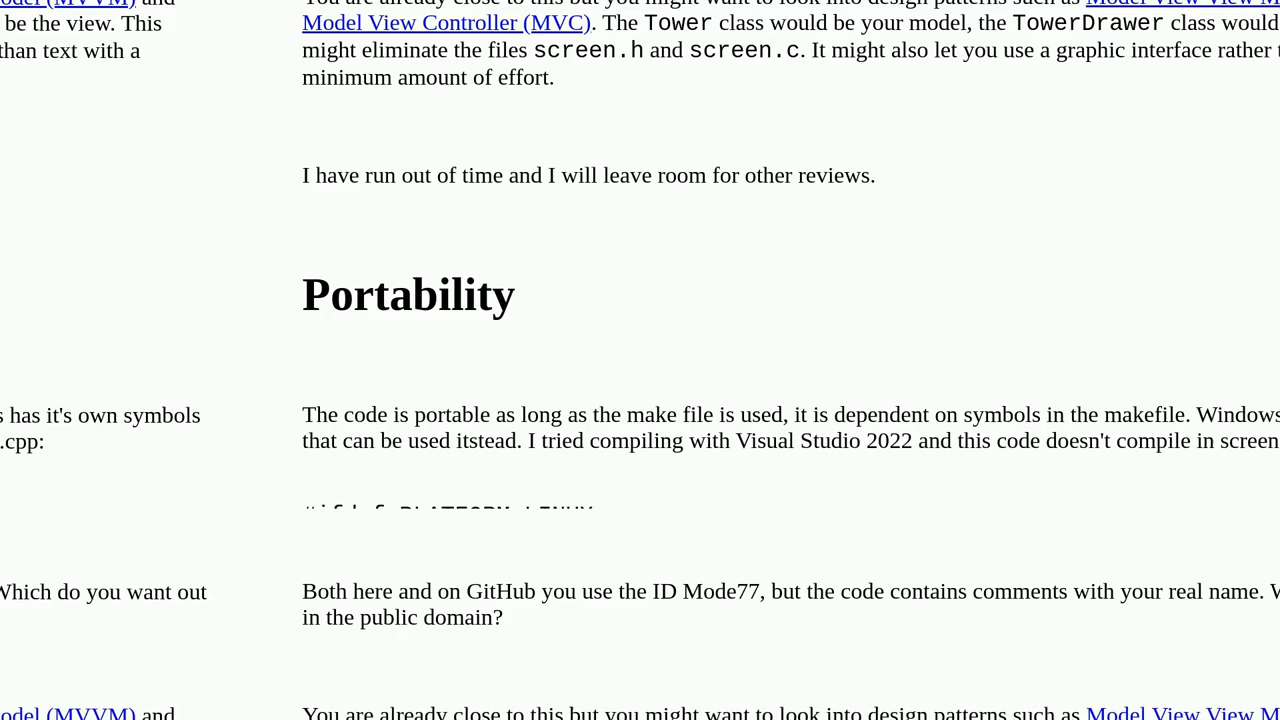 odel (MVVM) and
You are already close to this but you might want to look into design patterns such as Model View View M
be the view. This
Model View Controller (MVC). The Tower class would be your model, the TowerDrawer class would
than text with a
might eliminate the files screen.h and screen.c. It might also let you use a graphic interface rather
minimum amount of effort.
I have run out of time and I will leave room for other reviews.
Portability
has it's own symbols
The code is portable as long as the make file is used, it is dependent on symbols in the makefile. Windows
.cpp:
that can be used itstead. I tried compiling with Visual Studio 2022 and this code doesn't compile in screen
Which do you want out
Both here and on GitHub you use the ID Mode77, but the code contains comments with your real name. W
in the public domain?
odel (MVVM) and
You are already close to this but you might want to look into design patterns such as Model View View M